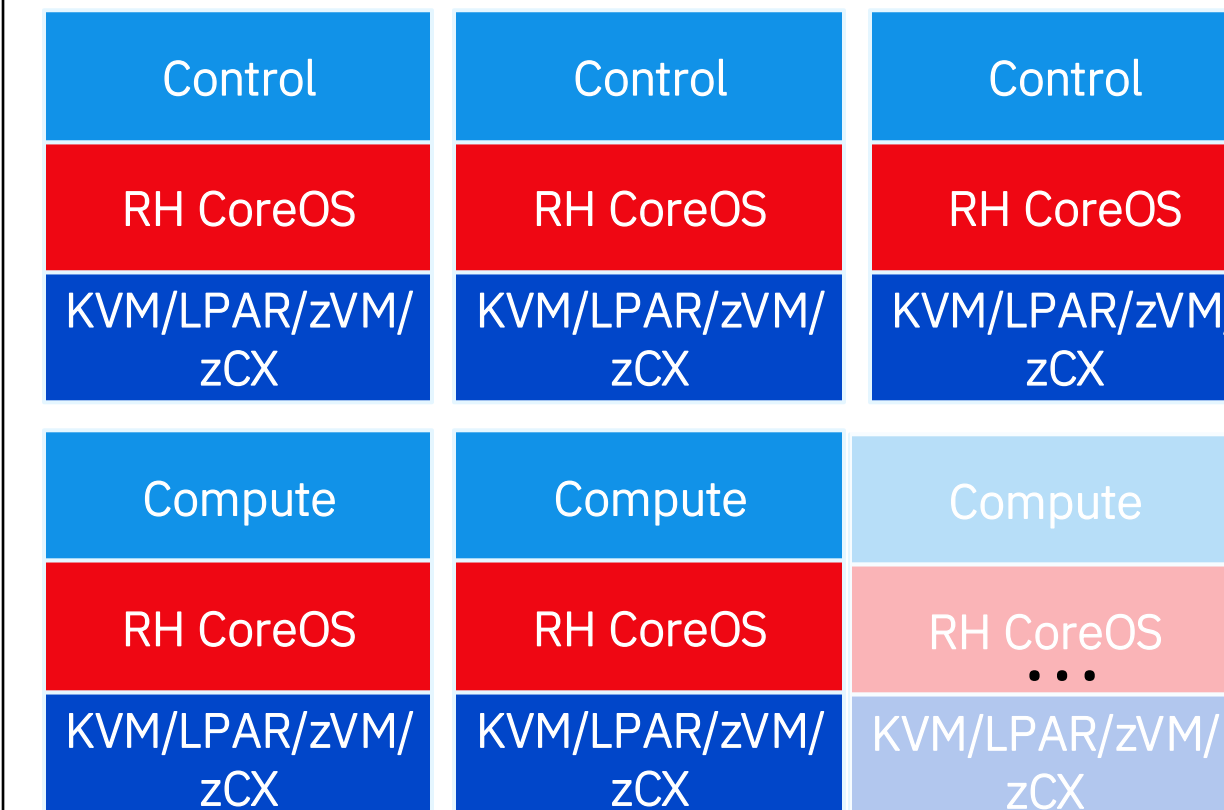 Control
RH CoreOS
KVM/LPAR/zVM/
zCX
Control
RH CoreOS
KVM/LPAR/zVM/
zCX
Control
RH CoreOS
KVM/LPAR/zVM/
zCX
Compute
RH CoreOS
KVM/LPAR/zVM/
zCX
Compute
RH CoreOS
KVM/LPAR/zVM/
zCX
Compute
RH CoreOS
...
KVM/LPAR/zVM/
zCX